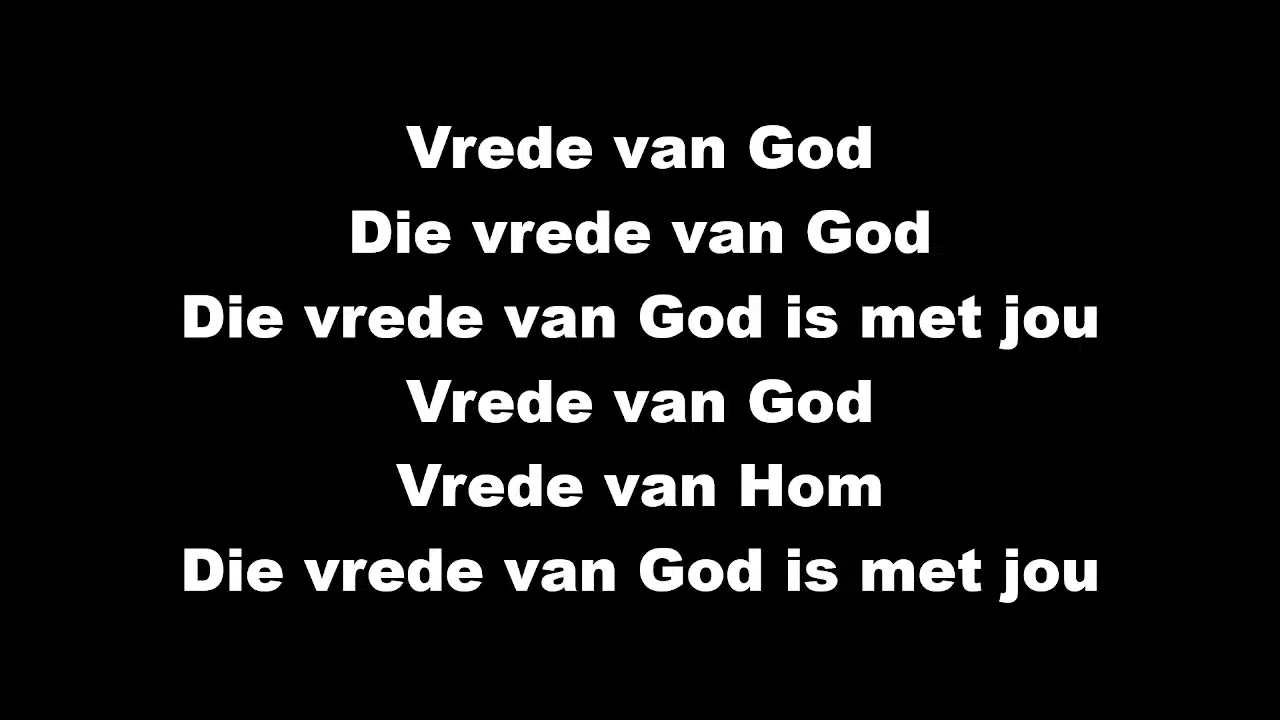 Vrede van God
Die vrede van God
Die vrede van God is met jou
Vrede van God
Vrede van Hom
Die vrede van God is met jou